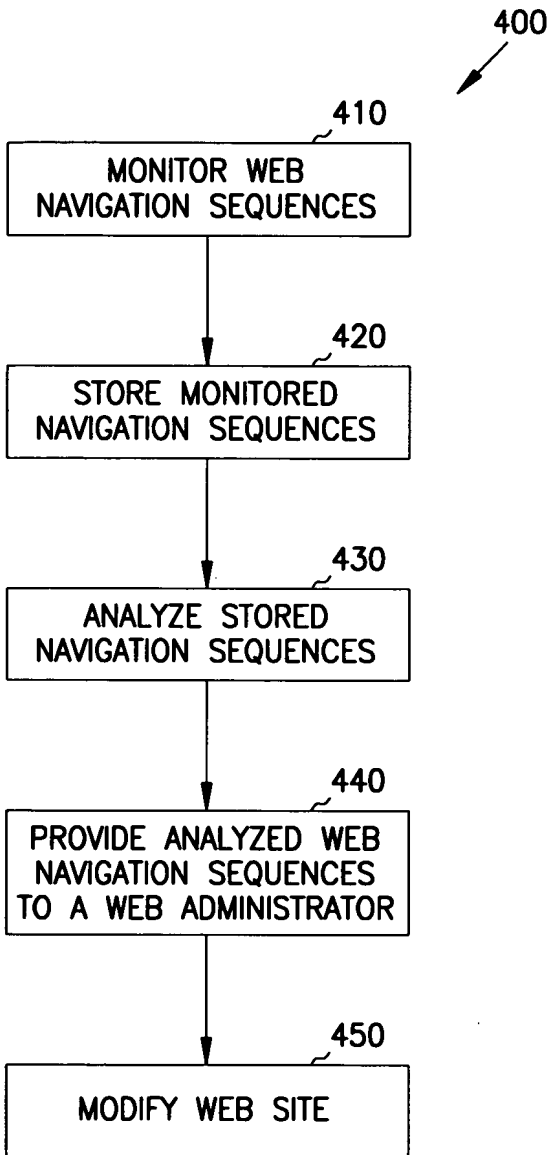 400
410
MONITOR WEB
NAVIGATION SEQUENCES
420
STORE MONITORED
NAVIGATION SEQUENCES
430
ANALYZE STORED
NAVIGATION SEQUENCES
440
PROVIDE ANALYZED WEB
NAVIGATION SEQUENCES
TO A WEB ADMINISTRATOR
450
MODIFY WEB SITE